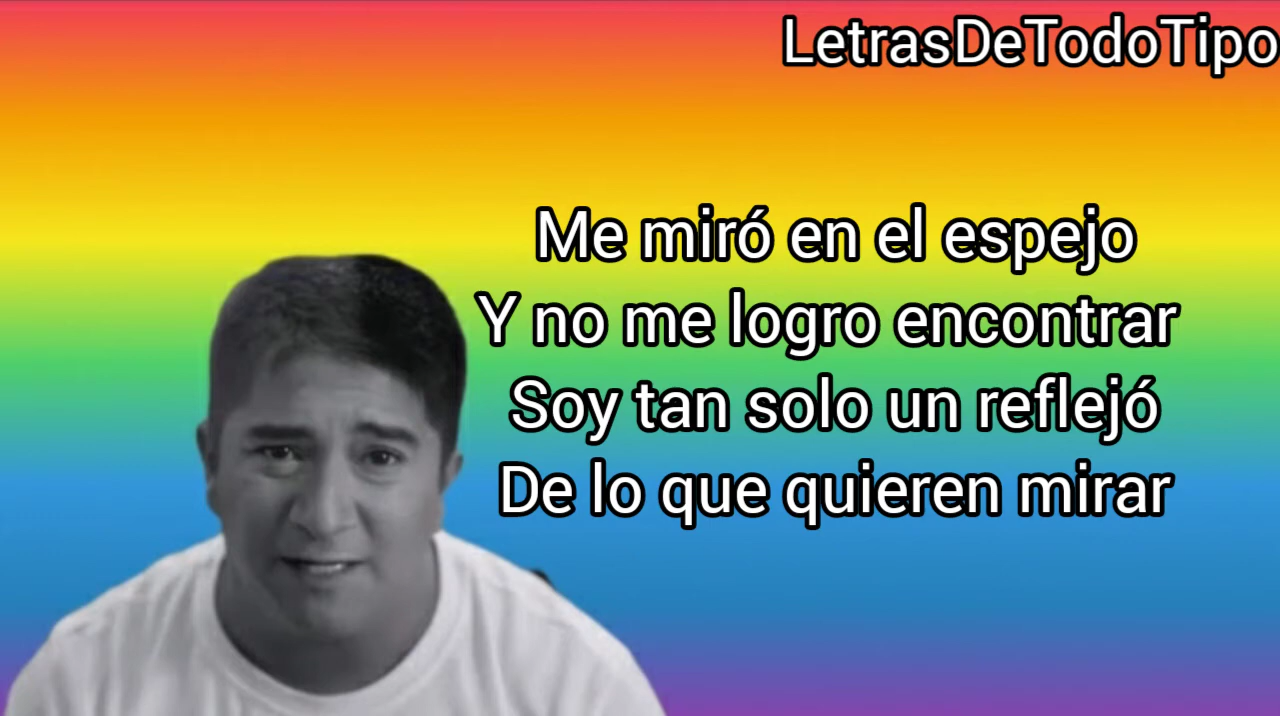 LetrasDeTodoTipo
Me miró en el espejo
Y no me logro encontrar
Soy tan solo un reflejó
De lo que quieren mirar